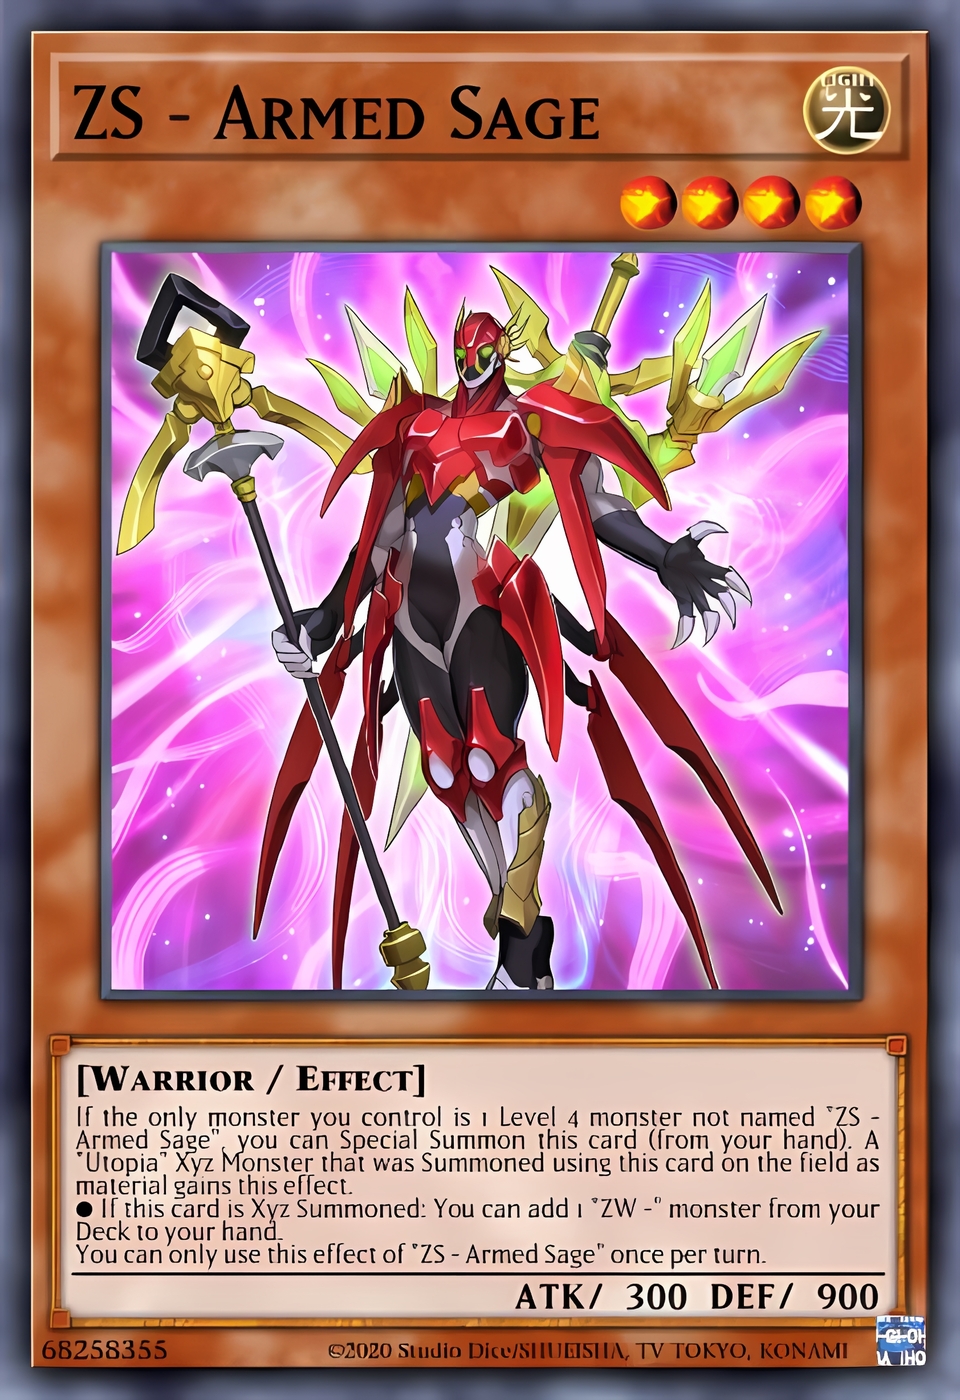 ZS - ARMED SAGE
光
[WARRIOR / EFFECT]
If the only monster you control is 1 Level 4 monster not named "ZS -
Armed Sage", you can Special Summon this card (from your hand). A
"Utopia" Xyz Monster that was Summoned using this card on the field as
material gains this effect.
● If this card is Xyz Summoned: You can add 1 "ZW -" monster from your
Deck to your hand.
You can only use this effect of "ZS - Armed Sage" once per turn.
ATK/ 300 DEF/ 900
68258355 ©2020 Studio Dice/SHUEISHA, TV TOKYO, KONAMI